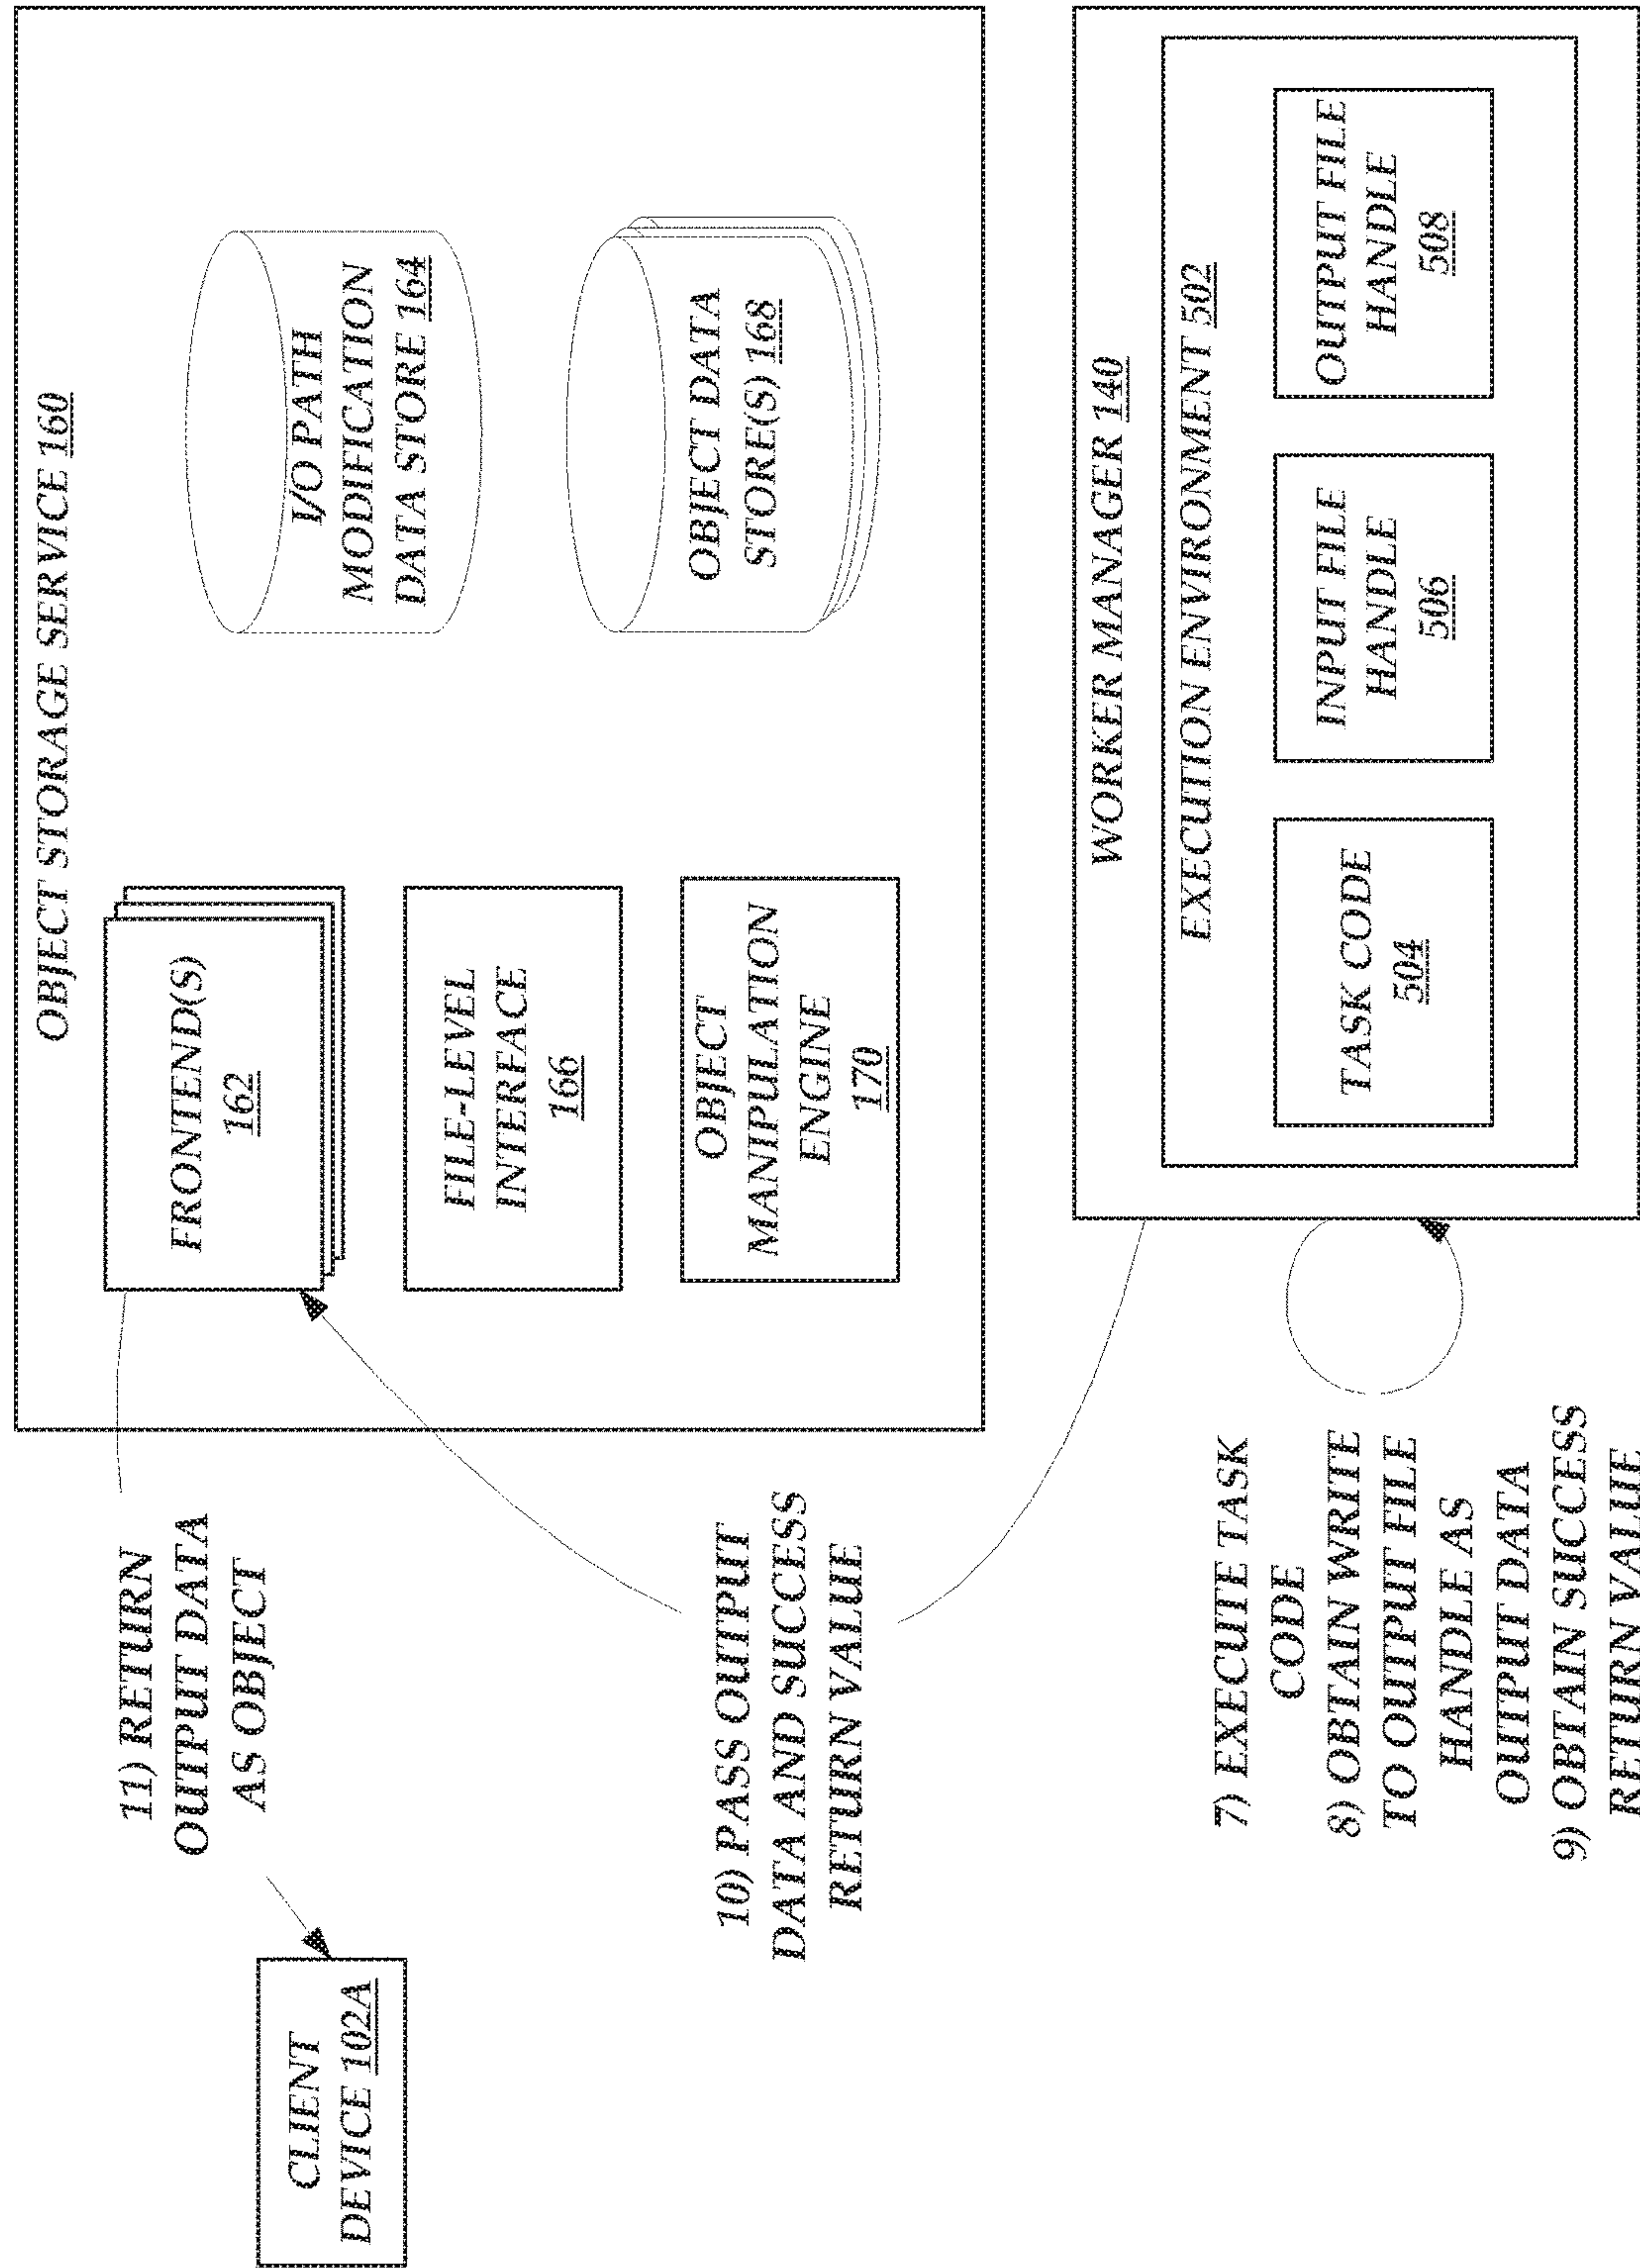 OBJECT STORAGE SERVICE 160
FRONTEND(S)
162
FILE-LEVEL
INTERFACE
166
OBJECT
MANIPULATION
ENGINE
170
I/O PATH
MODIFICATION
DATA STORE 164
OBJECT DATA
STORE(S) 168
CLIENT
DEVICE 102A
11) RETURN
OUTPUT DATA
AS OBJECT
10) PASS OUTPUT
DATA AND SUCCESS
RETURN VALUE
7) EXECUTE TASK
CODE
8) OBTAIN WRITE
TO OUTPUT FILE
HANDLE AS
OUTPUT DATA
9) OBTAIN SUCCESS
RETURN VALUE
WORKER MANAGER 140
EXECUTION ENVIRONMENT 502
TASK CODE
504
INPUT FILE
HANDLE
506
OUTPUT FILE
HANDLE
508